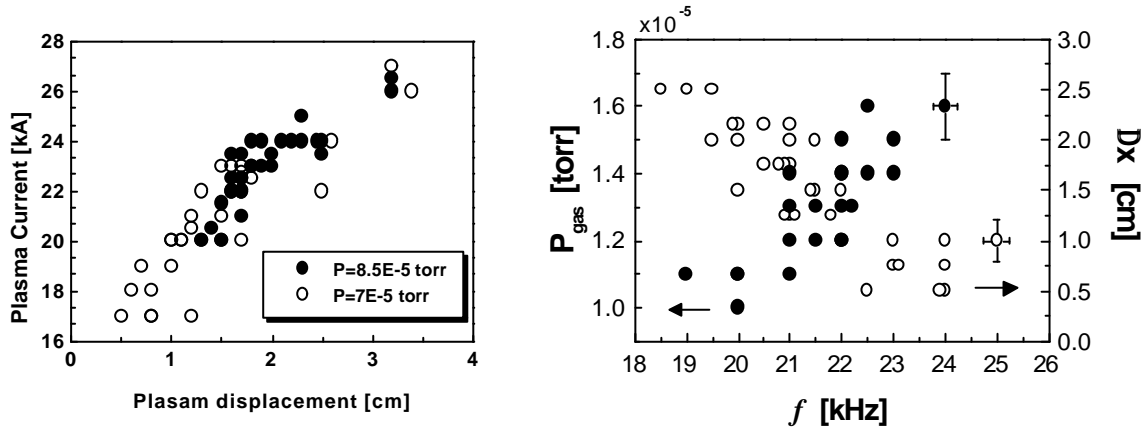 28
26
24
22
20
18
16
Plasma Current [kA]
0 1 2 3 4
Plasam displacement [cm]
P=8.5E-5 torr
P=7E-5 torr
x10⁻⁵
1.8
1.6
1.4
1.2
1.0
P_gas [torr]
18 19 20 21 22 23 24 25 26
f [kHz]
3.0
2.5
2.0
1.5
1.0
0.5
0.0
Dx [cm]